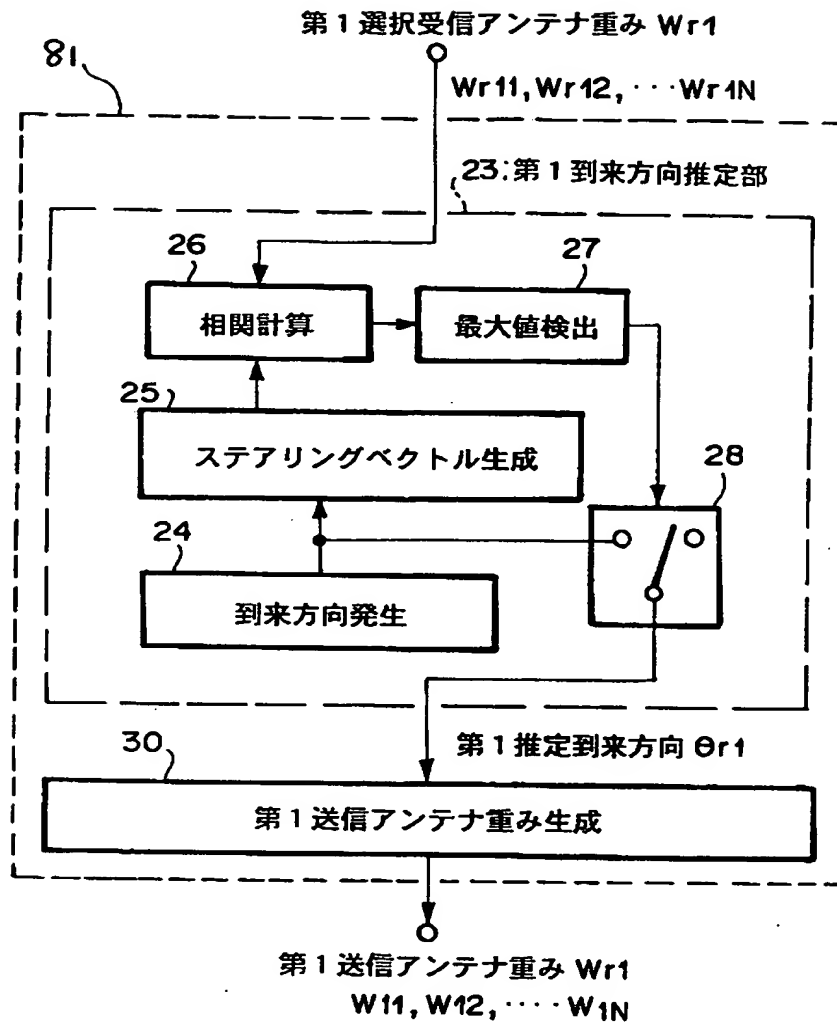 第1選択受信アンテナ重み Wr1
81
Wr11, Wr12, ・・・Wr1N
23:第1到来方向推定部
26
27
相関計算
最大値検出
25
ステアリングベクトル生成
28
24
到来方向発生
第1推定到来方向 Θr1
30
第1送信アンテナ重み生成
第1送信アンテナ重み Wr1
W11, W12, ・・・・W1N